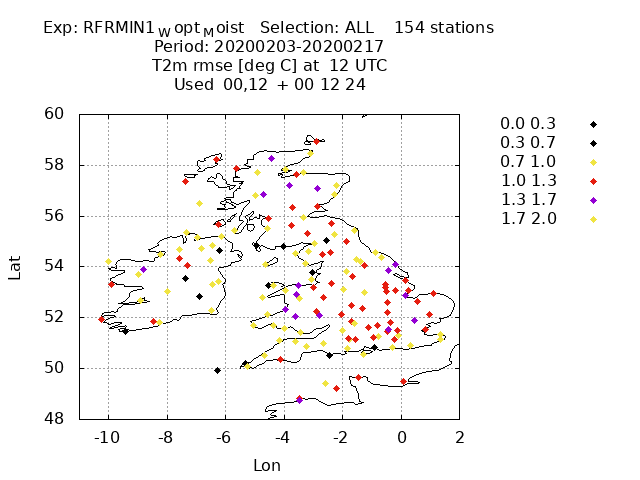 Exp: RFRMIN1WoptMoist Selection: ALL 154 stations
Period: 20200203-20200217
T2m rmse [deg C] at 12 UTC
Used 00,12 + 00 12 24
60
58
56
54
52
50
48
-10 -8 -6 -4 -2 0 2
Lat
Lon
0.0 0.3
0.3 0.7
0.7 1.0
1.0 1.3
1.3 1.7
1.7 2.0